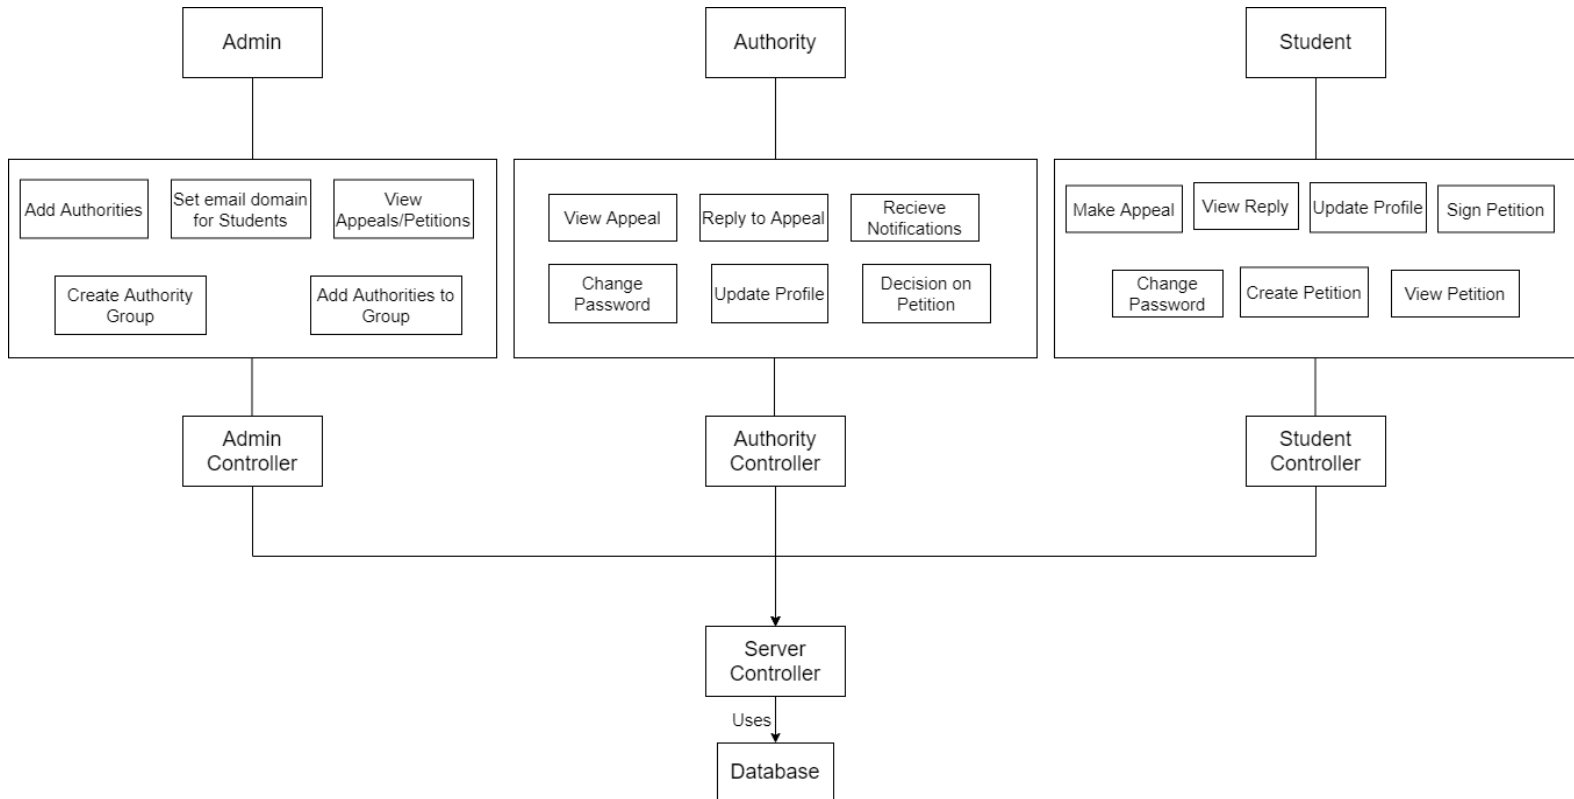 Admin
Authority
Student
Add Authorities
Set email domain
for Students
View
Appeals/Petitions
Create Authority
Group
Add Authorities to
Group
View Appeal
Reply to Appeal
Recieve
Notifications
Change
Password
Update Profile
Decision on
Petition
Make Appeal
View Reply
Update Profile
Sign Petition
Change
Password
Create Petition
View Petition
Admin
Controller
Authority
Controller
Student
Controller
Server
Controller
Uses
Database